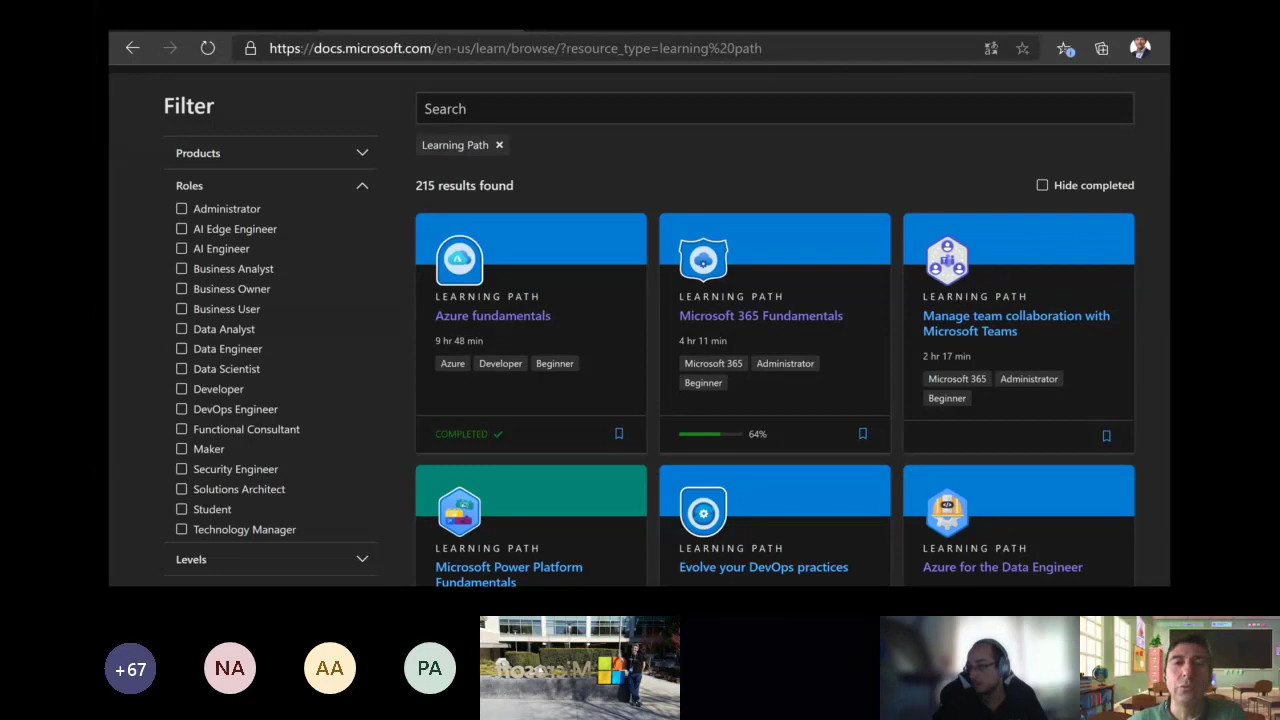 https://docs.microsoft.com/en-us/learn/browse/?resource_type=learning%20path
Filter
Search
Products
Learning Path
Roles
215 results found
Hide completed
Administrator
AI Edge Engineer
AI Engineer
Business Analyst
Business Owner
Business User
Data Analyst
Data Engineer
Data Scientist
Developer
DevOps Engineer
Functional Consultant
Maker
Security Engineer
Solutions Architect
Student
Technology Manager
Levels
LEARNING PATH
Azure fundamentals
9 hr 48 min
Azure Developer Beginner
COMPLETED
LEARNING PATH
Microsoft 365 Fundamentals
4 hr 11 min
Microsoft 365 Administrator
Beginner
64%
LEARNING PATH
Manage team collaboration with
Microsoft Teams
2 hr 17 min
Microsoft 365 Administrator
Beginner
LEARNING PATH
Microsoft Power Platform
Fundamentals
LEARNING PATH
Evolve your DevOps practices
LEARNING PATH
Azure for the Data Engineer
+67
NA
AA
PA
Microsoft